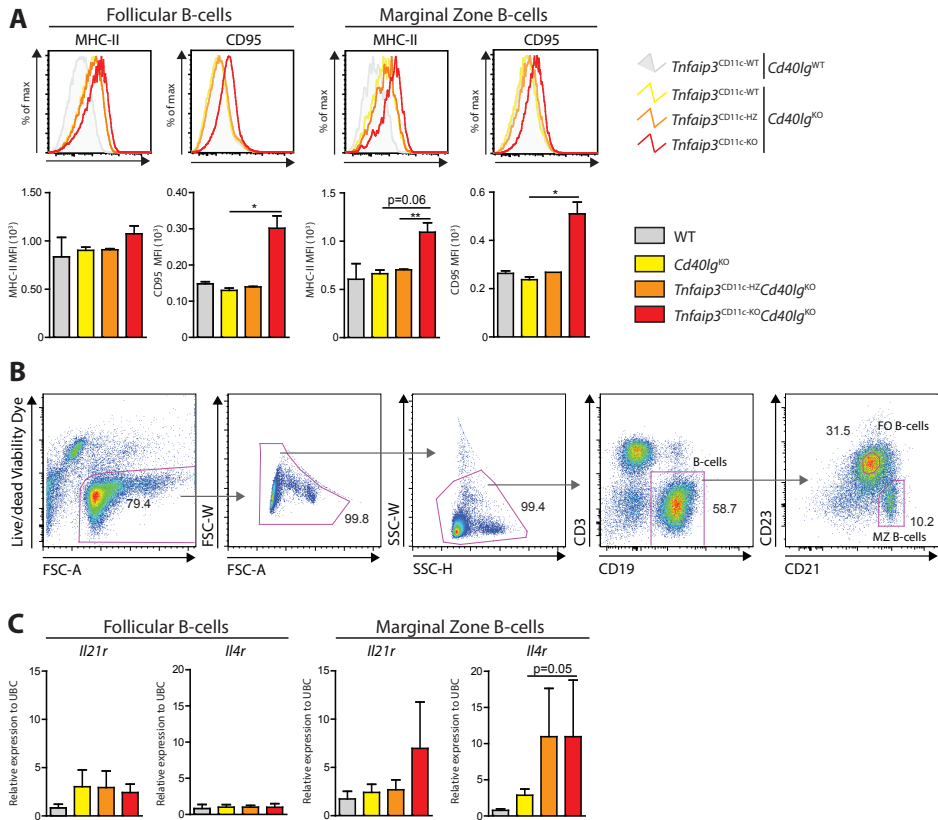 A
Follicular B-cells
Marginal Zone B-cells
MHC-II
CD95
MHC-II
CD95
% of max
% of max
% of max
% of max
Tnfaip3CD11c-WT Cd40lgWT
Tnfaip3CD11c-WT
Tnfaip3CD11c-HZ Cd40lgKO
Tnfaip3CD11c-KO
MHC-II MFI (10³)
1.50
1.00
0.50
0
CD95 MFI (10³)
0.40
0.30
0.20
0.10
0
*
MHC-II MFI (10³)
1.50
1.00
0.50
0
p=0.06
**
CD95 MFI (10³)
0.6
0.4
0.2
0
*
WT
Cd40lgKO
Tnfaip3CD11c-HZCd40lgKO
Tnfaip3CD11c-KOCd40lgKO
B
Live/dead Viability Dye
79.4
FSC-A
FSC-W
99.8
FSC-A
SSC-W
99.4
SSC-H
CD3
B-cells
58.7
CD19
CD23
31.5
FO B-cells
10.2
MZ B-cells
CD21
C
Follicular B-cells
Marginal Zone B-cells
Il21r
Il4r
Il21r
Il4r
Relative expression to UBC
15
10
5
0
Relative expression to UBC
20
15
10
5
0
Relative expression to UBC
15
10
5
0
Relative expression to UBC
20
15
10
5
0
p=0.05